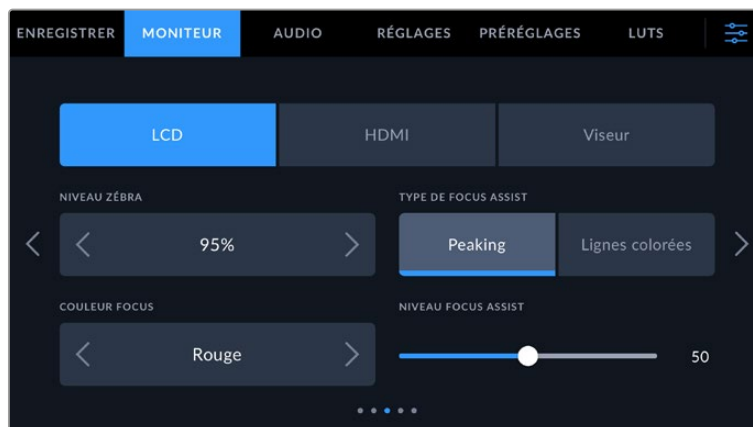 ENREGISTRER MONITEUR AUDIO RÉGLAGES PRÉRÉGLAGES LUTS
LCD HDMI Viseur
NIVEAU ZÉBRA TYPE DE FOCUS ASSIST
95% Peaking Lignes colorées
COULEUR FOCUS NIVEAU FOCUS ASSIST
Rouge 50